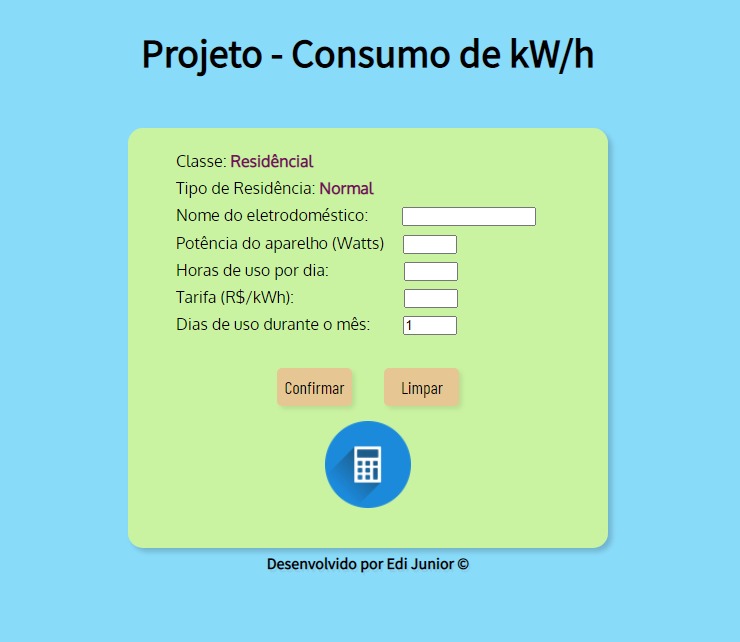 Projeto - Consumo de kW/h
Classe: Residêncial
Tipo de Residência: Normal
Nome do eletrodoméstico:
Potência do aparelho (Watts)
Horas de uso por dia:
Tarifa (R$/kWh):
Dias de uso durante o mês: 1
Confirmar Limpar
Desenvolvido por Edi Junior ©